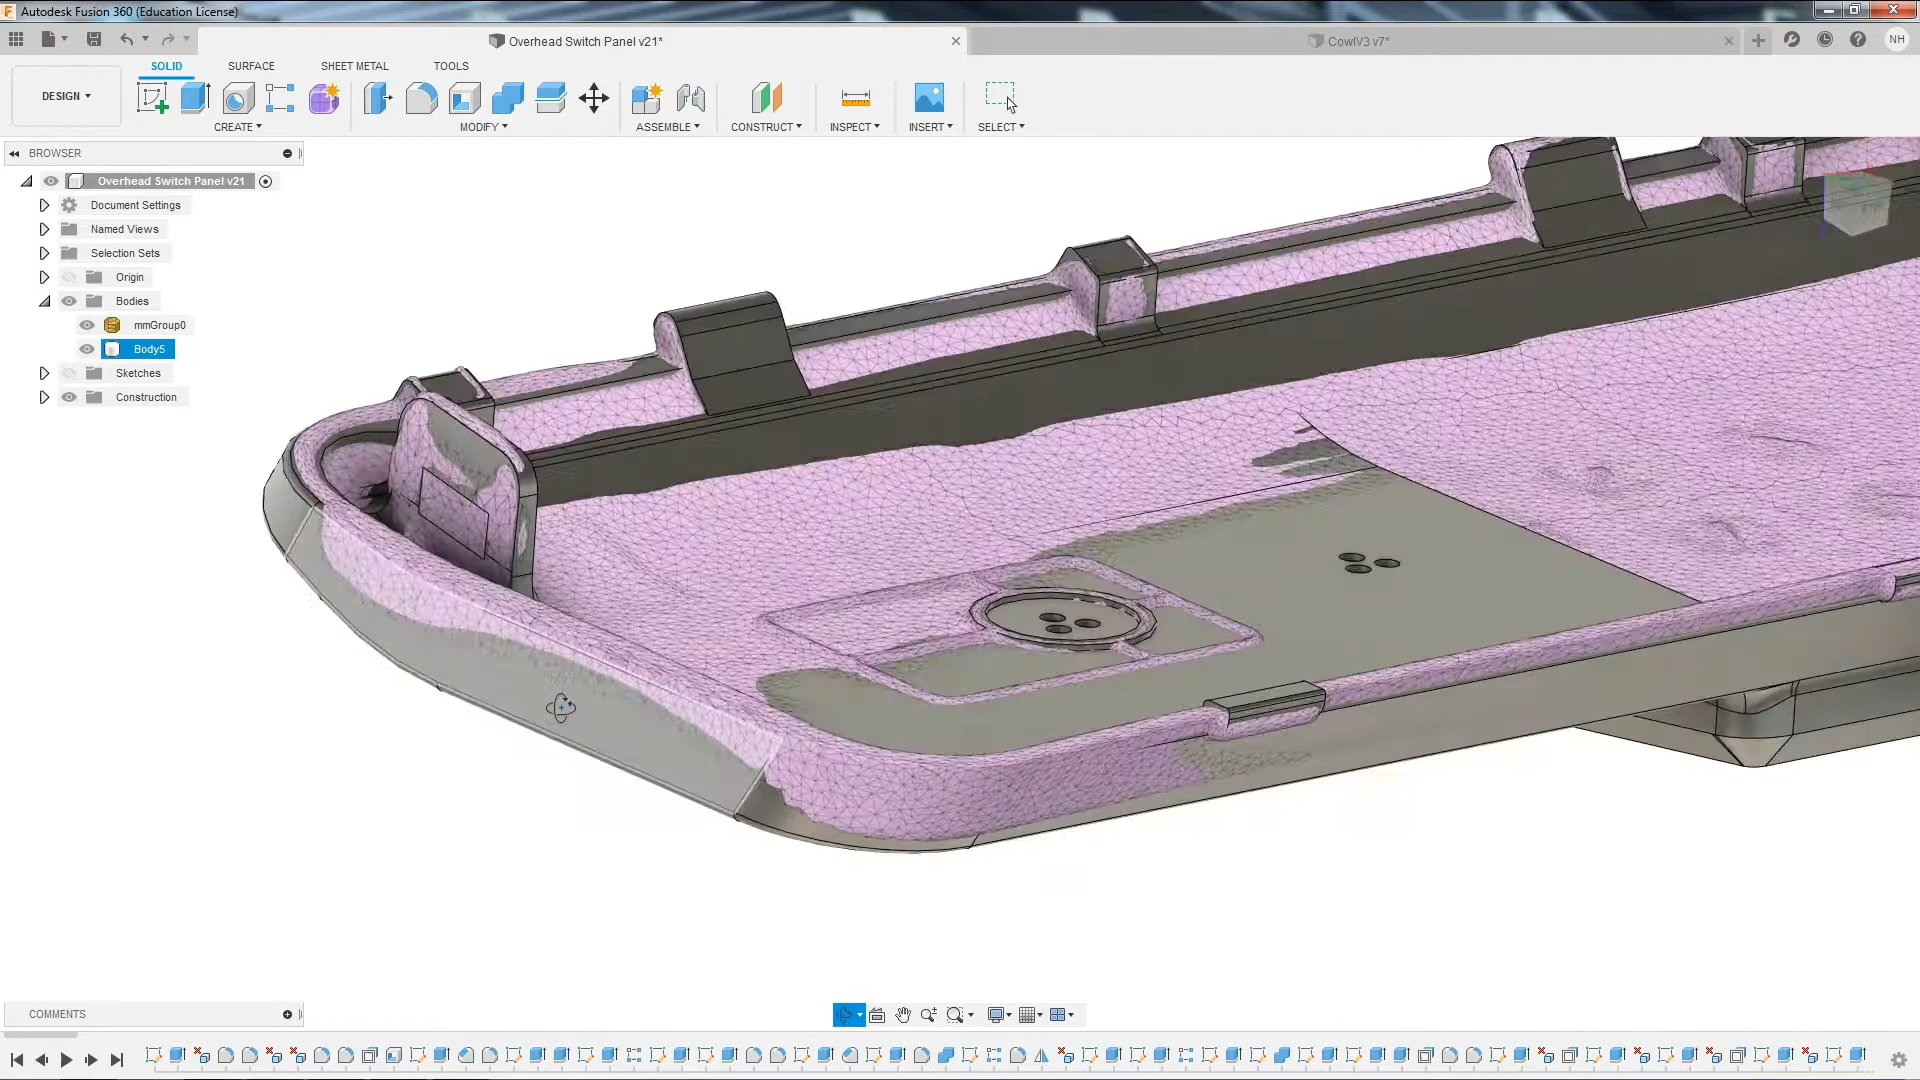 Autodesk Fusion 360 (Education License)
Overhead Switch Panel v21*
CowlV3 v7*
NH
DESIGN
SOLID
SURFACE
SHEET METAL
TOOLS
CREATE
MODIFY
ASSEMBLE
CONSTRUCT
INSPECT
INSERT
SELECT
BROWSER
Overhead Switch Panel v21
Document Settings
Named Views
Selection Sets
Origin
Bodies
mmGroup0
Body5
Sketches
Construction
COMMENTS